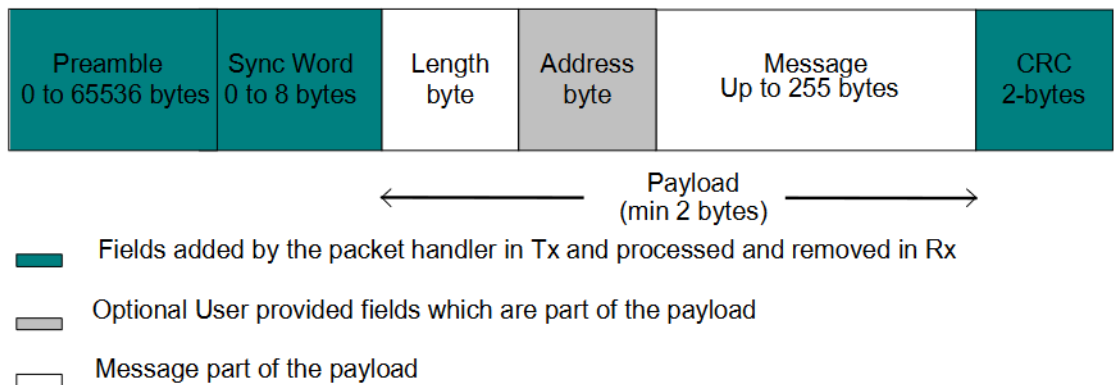 Preamble
0 to 65536 bytes
Sync Word
0 to 8 bytes
Length
byte
Address
byte
Message
Up to 255 bytes
CRC
2-bytes
Payload
(min 2 bytes)
Fields added by the packet handler in Tx and processed and removed in Rx
Optional User provided fields which are part of the payload
Message part of the payload